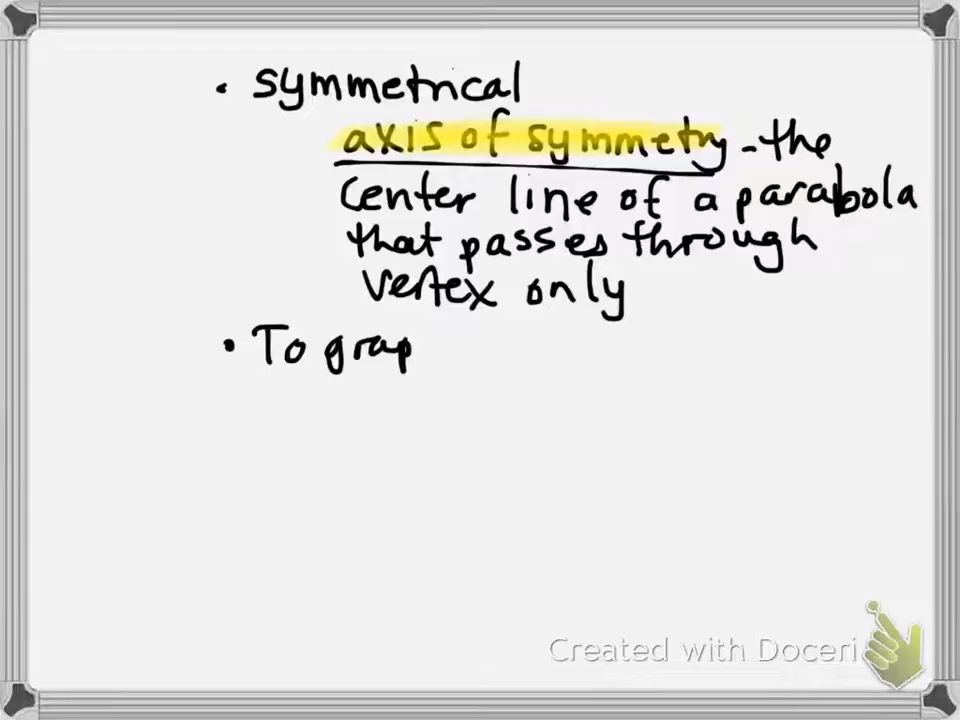 • symmetrical
axis of symmetry - the
center line of a parabola
that passes through
vertex only
• To grap
Created with Doceri